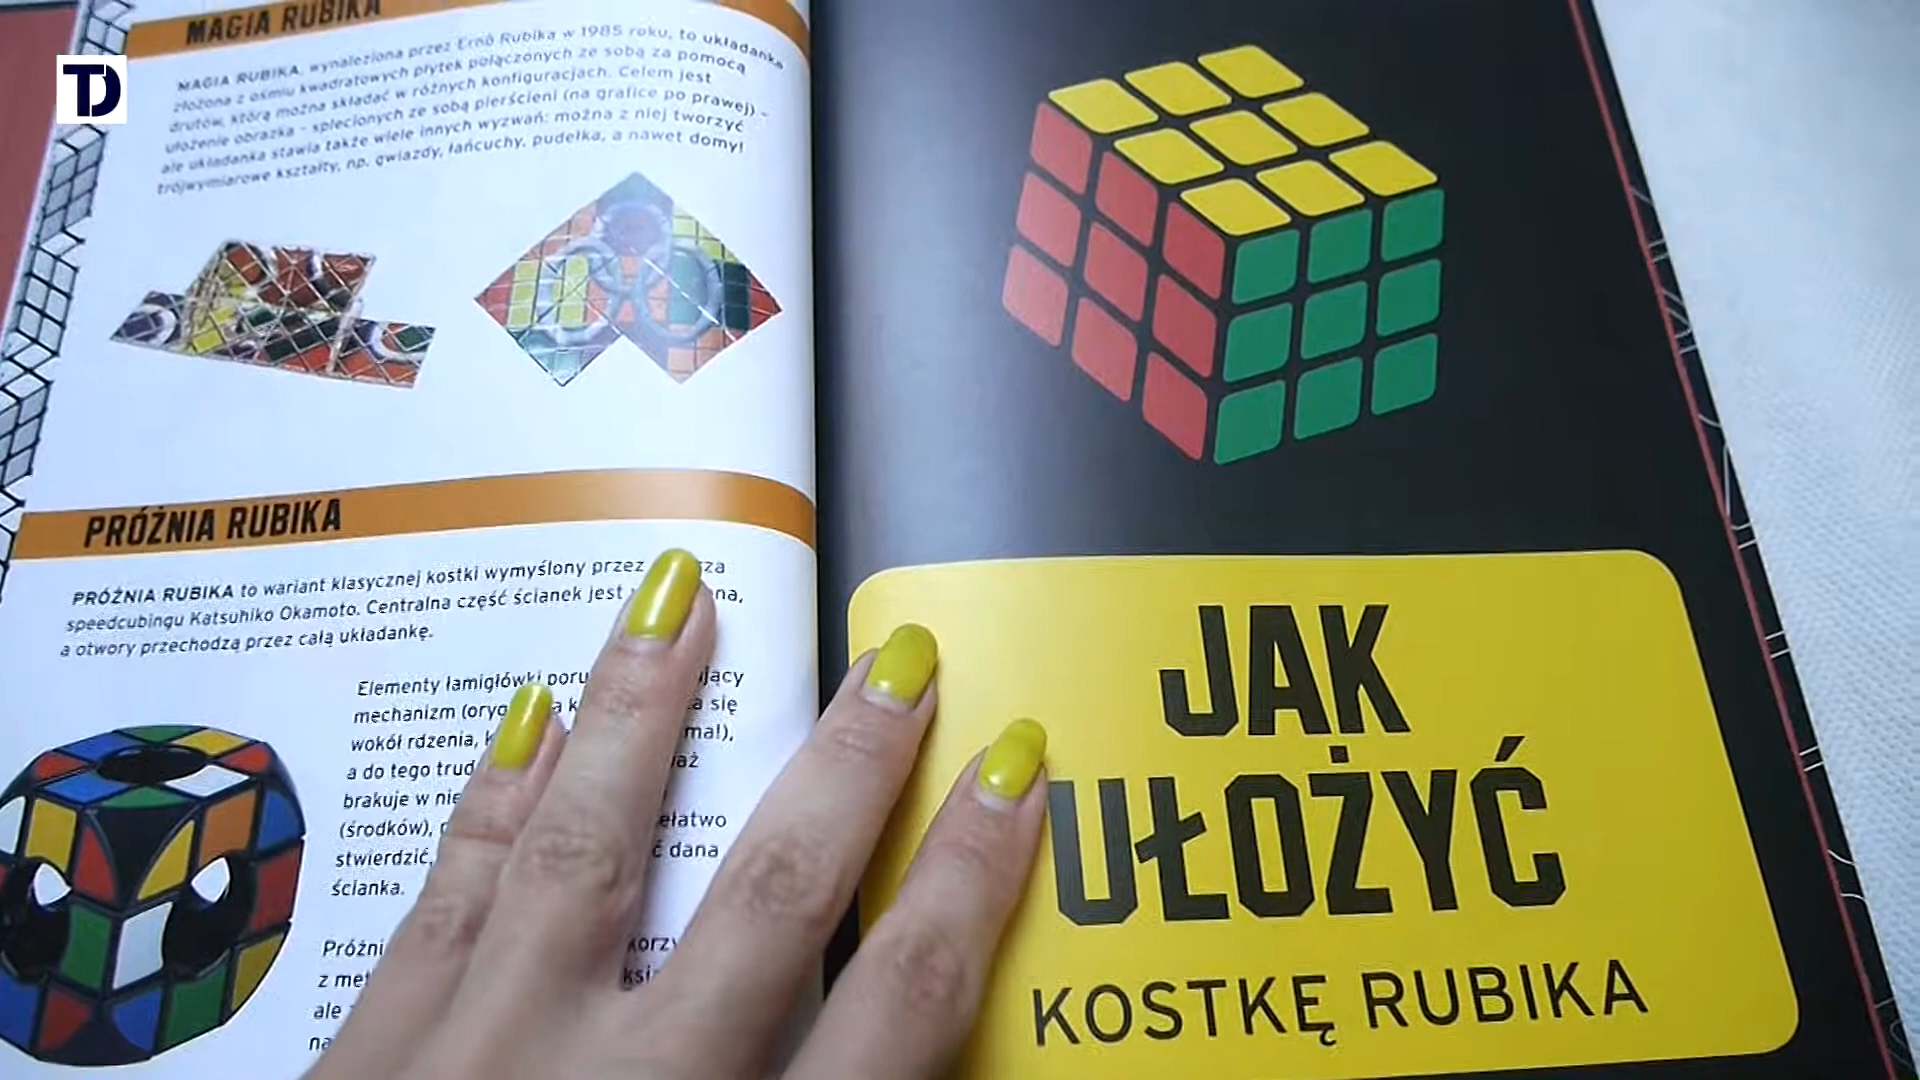 TD
MAGIA RUBIKA
MAGIA RUBIKA, wynaleziona przez Ernő Rubika w 1985 roku, to układanka
złożona z ośmiu kwadratowych płytek połączonych ze sobą za pomocą
drutów, którą można składać w różnych konfiguracjach. Celem jest
ułożenie obrazka – splecionych ze sobą pierścieni (na grafice po prawej) –
ale układanka stawia także wiele innych wyzwań: można z niej tworzyć
trójwymiarowe kształty, np. gwiazdy, łańcuchy, pudełka, a nawet domy!
PRÓŻNIA RUBIKA
PRÓŻNIA RUBIKA to wariant klasycznej kostki wymyślony przez
speedcubingu Katsuhiko Okamoto. Centralna część ścianek jest
a otwory przechodzą przez całą układankę.
Elementy łamigłówki
mechanizm się
wokół rdzenia,
a do tego
brakuje w
(środków),
stwierdzić, dana
ścianka.
z
ale
JAK
UŁOŻYĆ
KOSTKĘ RUBIKA